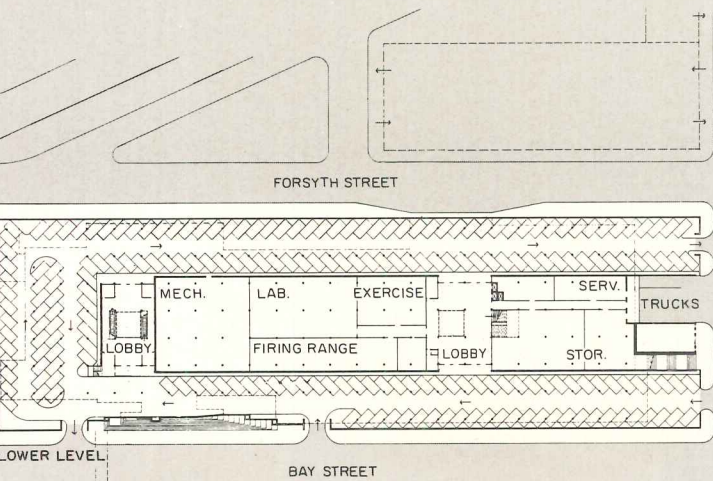 FORSYTH STREET
MECH. LAB. EXERCISE SERV.
TRUCKS
LOBBY. FIRING RANGE LOBBY STOR.
LOWER LEVEL
BAY STREET